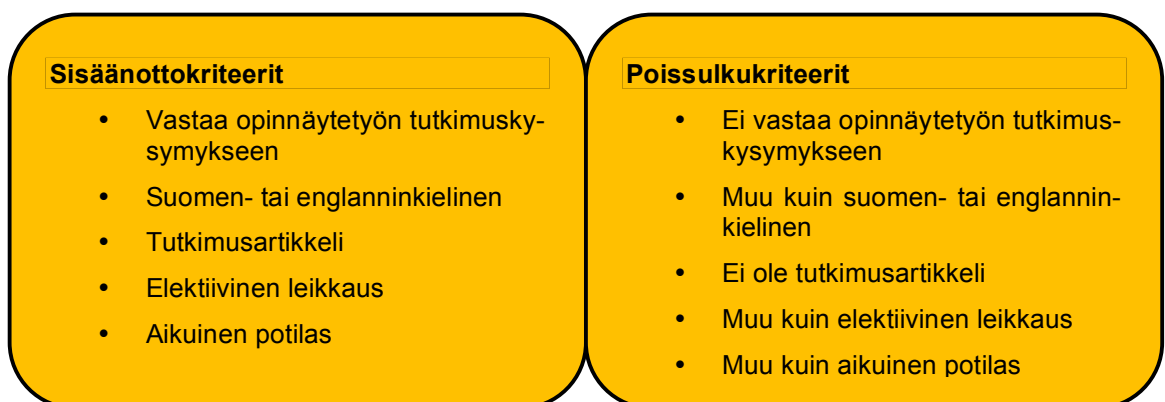 Sisäänottokriteerit
• Vastaa opinnäytetyön tutkimusky-
symykseen
• Suomen- tai englanninkielinen
• Tutkimusartikkeli
• Elektiivinen leikkaus
• Aikuinen potilas
Poissulkukriteerit
• Ei vastaa opinnäytetyön tutkimus-
kysymykseen
• Muu kuin suomen- tai englannin-
kielinen
• Ei ole tutkimusartikkeli
• Muu kuin elektiivinen leikkaus
• Muu kuin aikuinen potilas